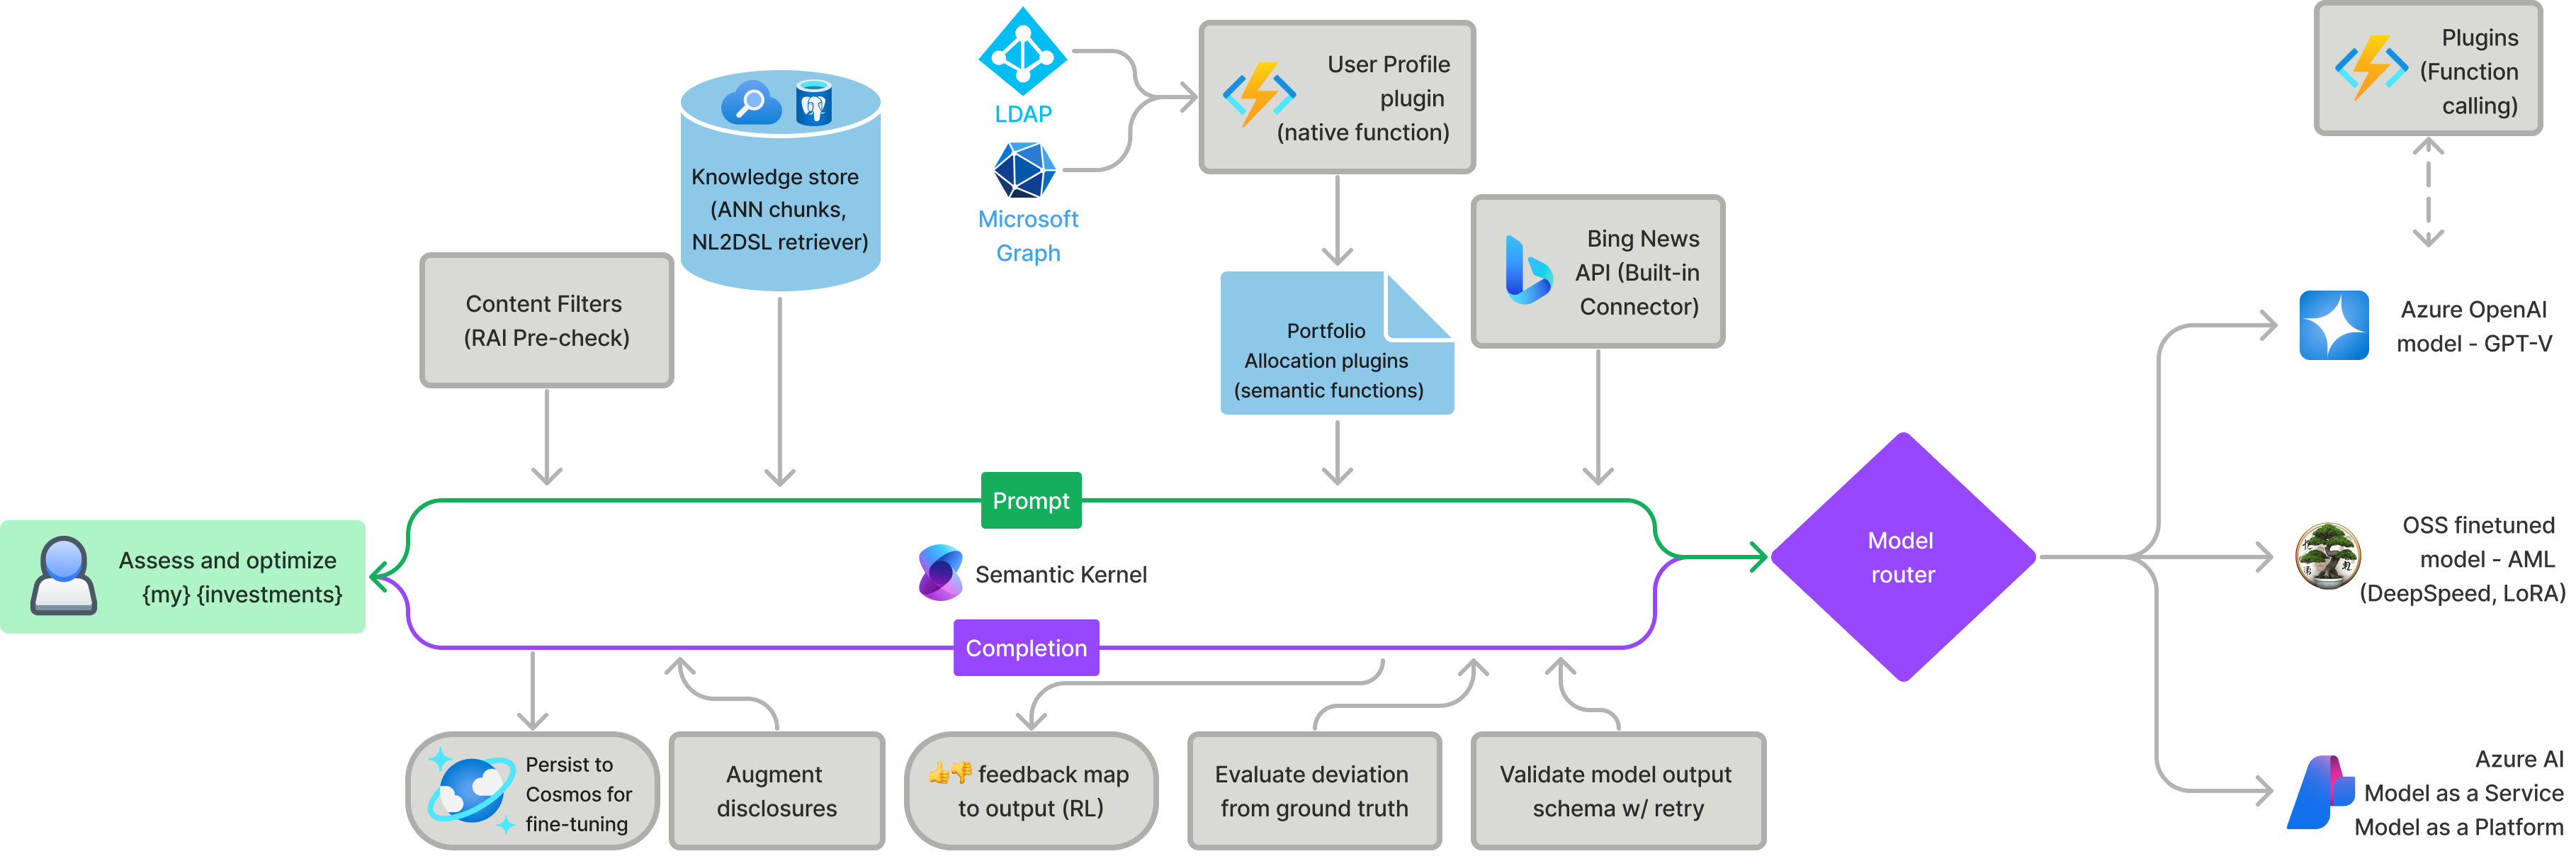 LDAP
Microsoft
Graph
User Profile
plugin
(native function)
Plugins
(Function
calling)
Knowledge store
(ANN chunks,
NL2DSL retriever)
Content Filters
(RAI Pre-check)
Portfolio
Allocation plugins
(semantic functions)
Bing News
API (Built-in
Connector)
Azure OpenAI
model - GPT-V
Prompt
Assess and optimize
{my} {investments}
Semantic Kernel
Completion
Model
router
OSS finetuned
model - AML
(DeepSpeed, LoRA)
Persist to
Cosmos for
fine-tuning
Augment
disclosures
👍👎 feedback map
to output (RL)
Evaluate deviation
from ground truth
Validate model output
schema w/ retry
Azure AI
Model as a Service
Model as a Platform